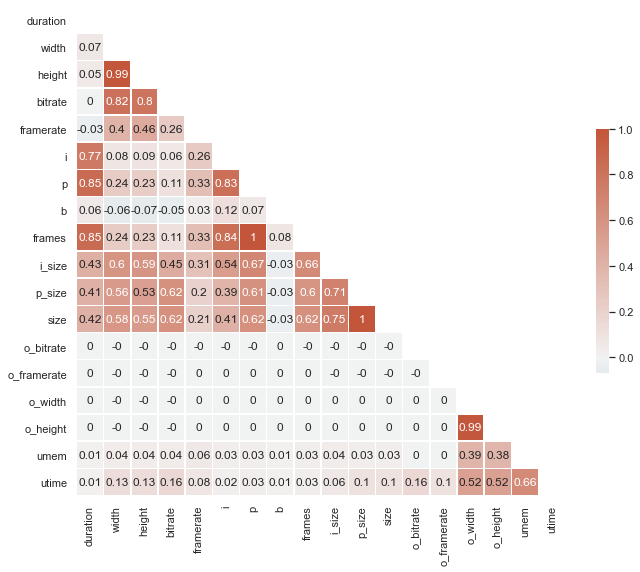 duration
width 0.07
height 0.05 0.99
bitrate 0 0.82 0.8
framerate -0.03 0.4 0.46 0.26
i 0.77 0.08 0.09 0.06 0.26
p 0.85 0.24 0.23 0.11 0.33 0.83
b 0.06 -0.06 -0.07 -0.05 0.03 0.12 0.07
frames 0.85 0.24 0.23 0.11 0.33 0.84 1 0.08
i_size 0.43 0.6 0.59 0.45 0.31 0.54 0.67 -0.03 0.66
p_size 0.41 0.56 0.53 0.62 0.2 0.39 0.61 -0.03 0.6 0.71
size 0.42 0.58 0.55 0.62 0.21 0.41 0.62 -0.03 0.62 0.75 1
o_bitrate 0 -0 -0 0 0 0 0 0 0 -0 -0 -0
o_framerate 0 -0 -0 0 0 0 0 0 0 -0 -0 0 -0
o_width 0 -0 0 0 0 0 0 0 0 0 0 0 0 0
o_height 0 -0 -0 0 0 0 0 0 0 0 0 0 0 0 0.99
umem 0.01 0.04 0.04 0.04 0.06 0.03 0.03 0.01 0.03 0.04 0.03 0.03 0 0 0.39 0.38
utime 0.01 0.13 0.13 0.16 0.08 0.02 0.03 0.01 0.03 0.06 0.1 0.1 0.16 0.1 0.52 0.52 0.66
duration width height bitrate framerate i p b frames i_size p_size size o_bitrate o_framerate o_width o_height umem utime
1.0
0.8
0.6
0.4
0.2
0.0